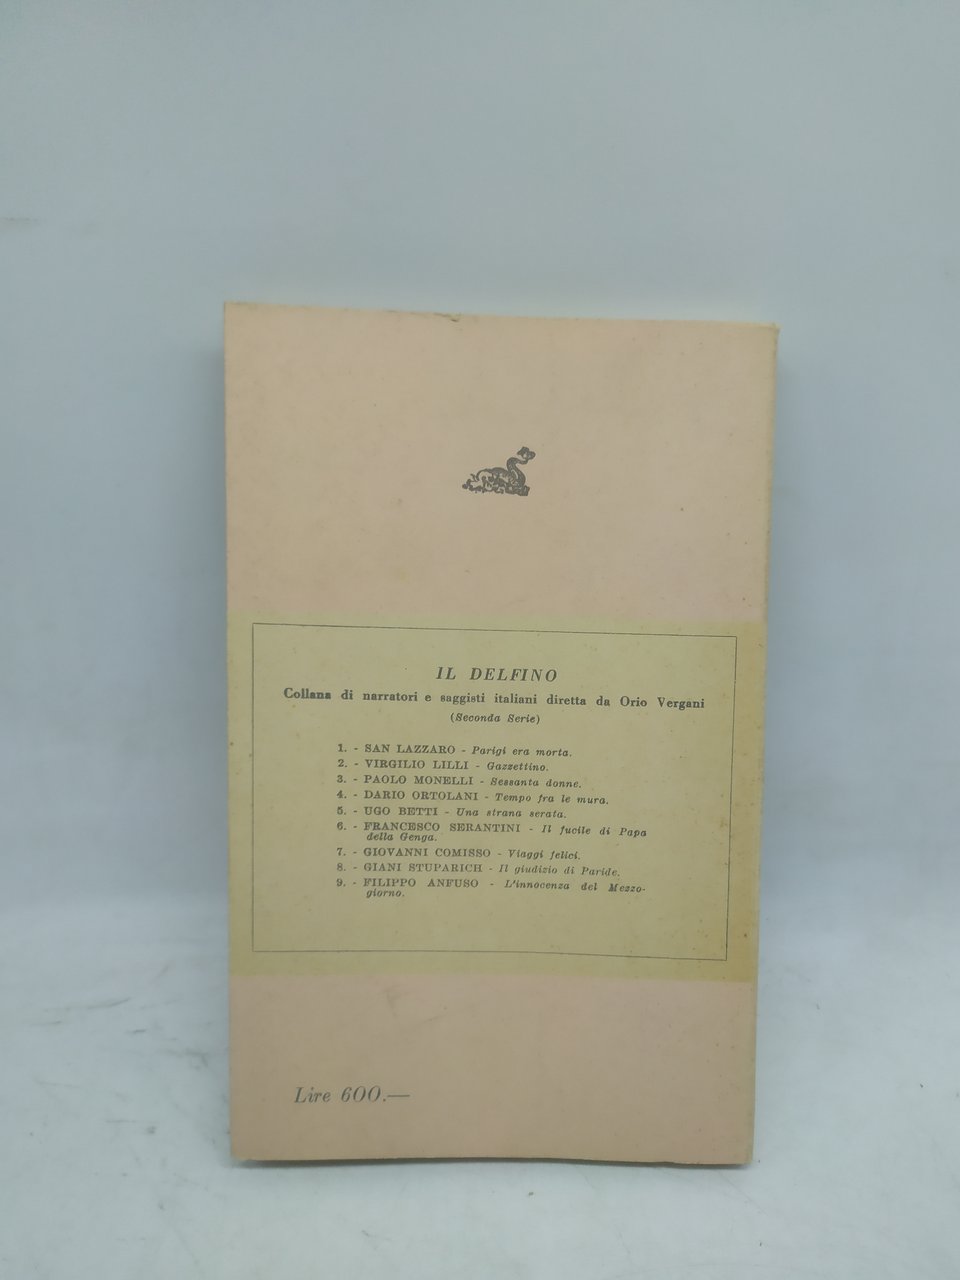 IL DELFINO
Collana di narratori e saggisti italiani diretta da Orio Vergani
(Seconda Serie)
1. - SAN LAZZARO - Parigi era morta.
2. - VIRGILIO LILLI - Gazzettino.
3. - PAOLO MONELLI - Sessanta donne.
4. - DARIO ORTOLANI - Tempo fra le mura.
5. - UGO BETTI - Una strana serata.
6. - FRANCESCO SERANTINI - Il fucile di Papa
della Genga.
7. - GIOVANNI COMISSO - Viaggi felici.
8. - GIANI STUPARICH - Il giudizio di Paride.
9. - FILIPPO ANFUSO - L'innocenza del Mezzo-
giorno.
Lire 600.—